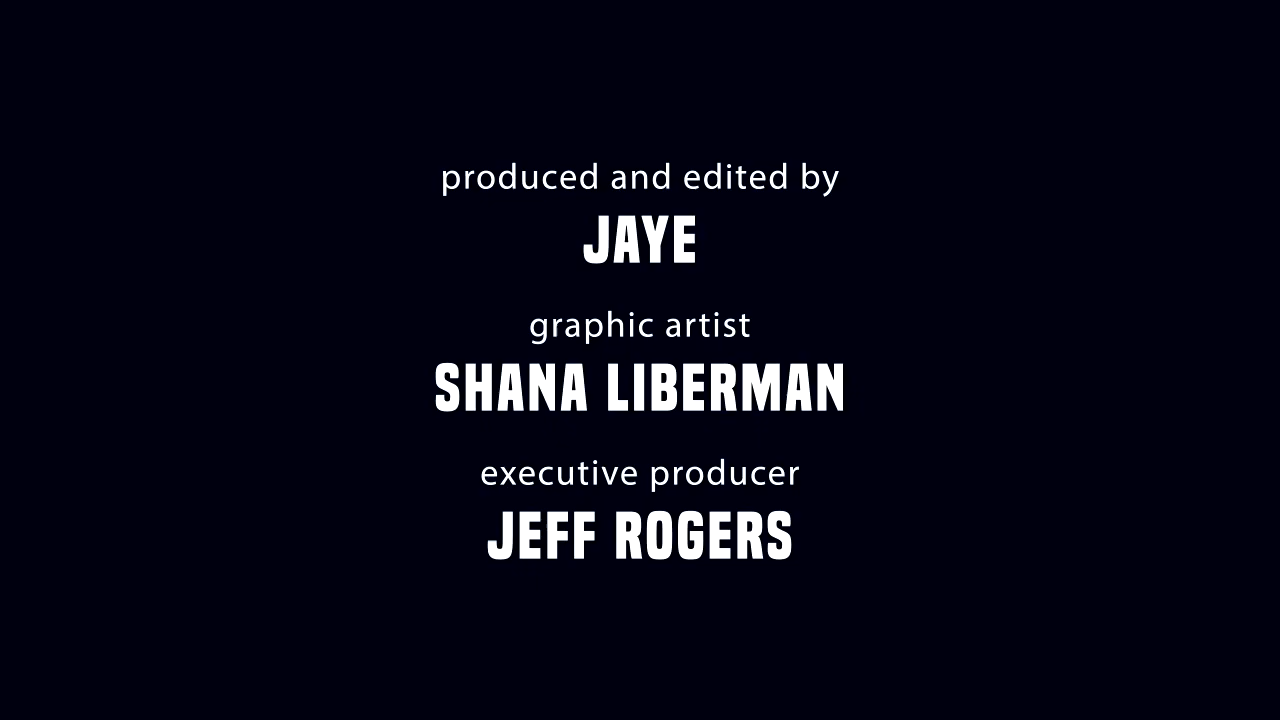 produced and edited by
JAYE
graphic artist
SHANA LIBERMAN
executive producer
JEFF ROGERS